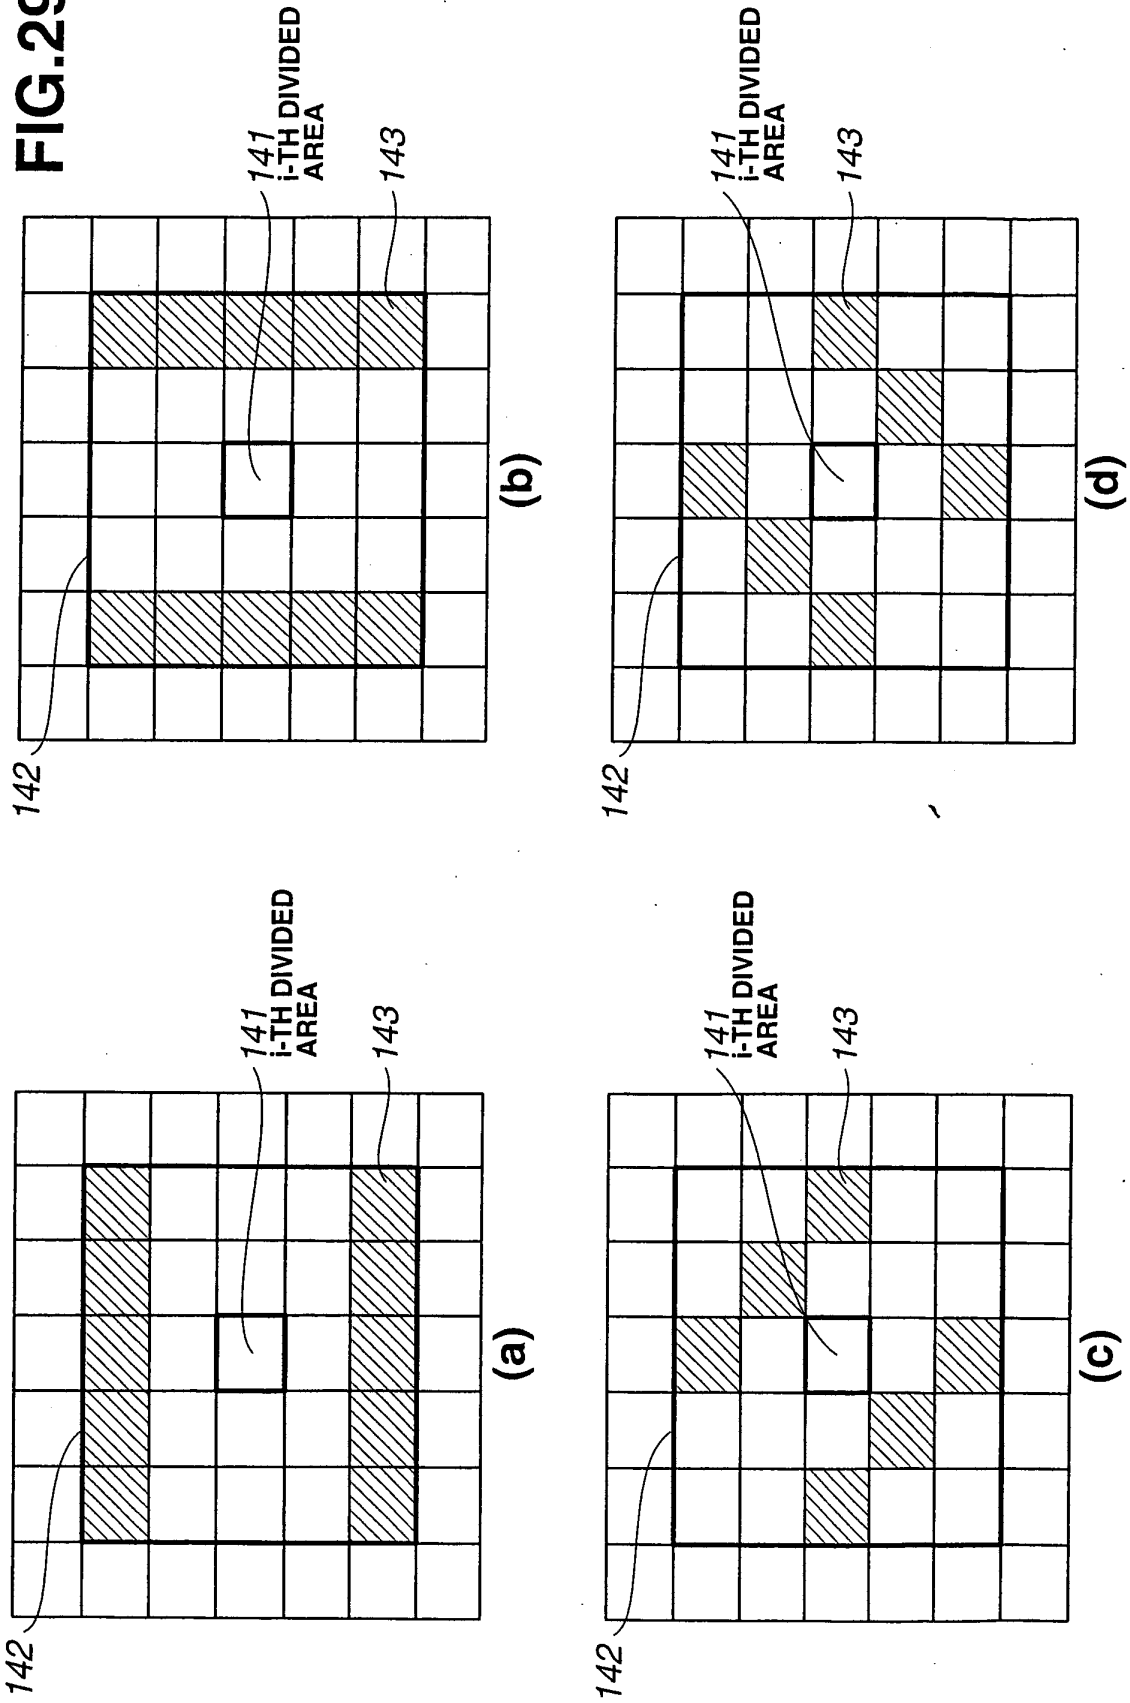 FIG.29
142
141
i-TH DIVIDED
AREA
143
(a)
142
141
i-TH DIVIDED
AREA
143
(b)
142
141
i-TH DIVIDED
AREA
143
(c)
142
141
i-TH DIVIDED
AREA
143
(d)